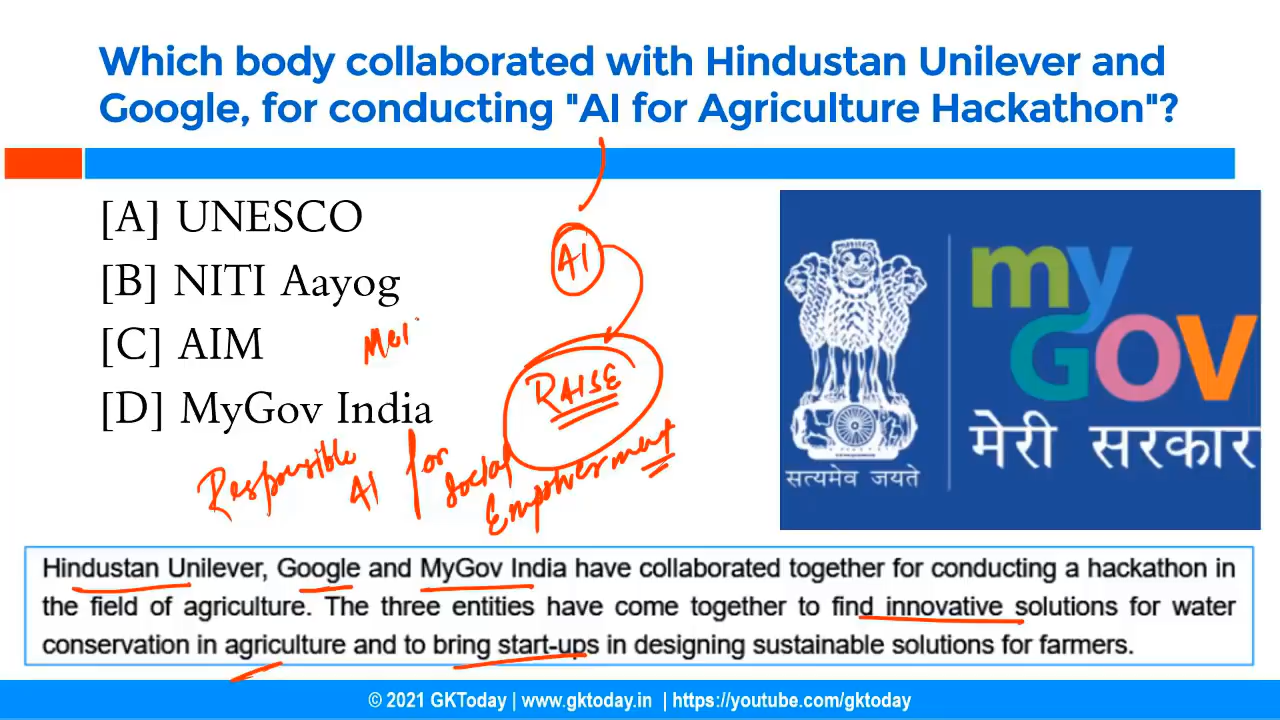 Which body collaborated with Hindustan Unilever and
Google, for conducting "AI for Agriculture Hackathon"?
[A] UNESCO
[B] NITI Aayog
[C] AIM
[D] MyGov India
AI
RAISE
Responsible
AI for
Social
Empowerment
my
GOV
मेरी सरकार
सत्यमेव जयते
Hindustan Unilever, Google and MyGov India have collaborated together for conducting a hackathon in
the field of agriculture. The three entities have come together to find innovative solutions for water
conservation in agriculture and to bring start-ups in designing sustainable solutions for farmers.
© 2021 GKToday | www.gktoday.in | https://youtube.com/gktoday